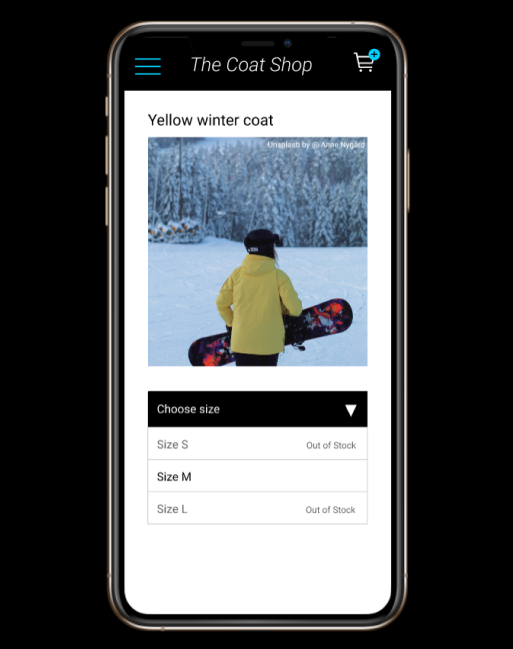 The Coat Shop
Yellow winter coat
Unsplash by @ Anne Nygård
Choose size
Size S Out of Stock
Size M
Size L Out of Stock